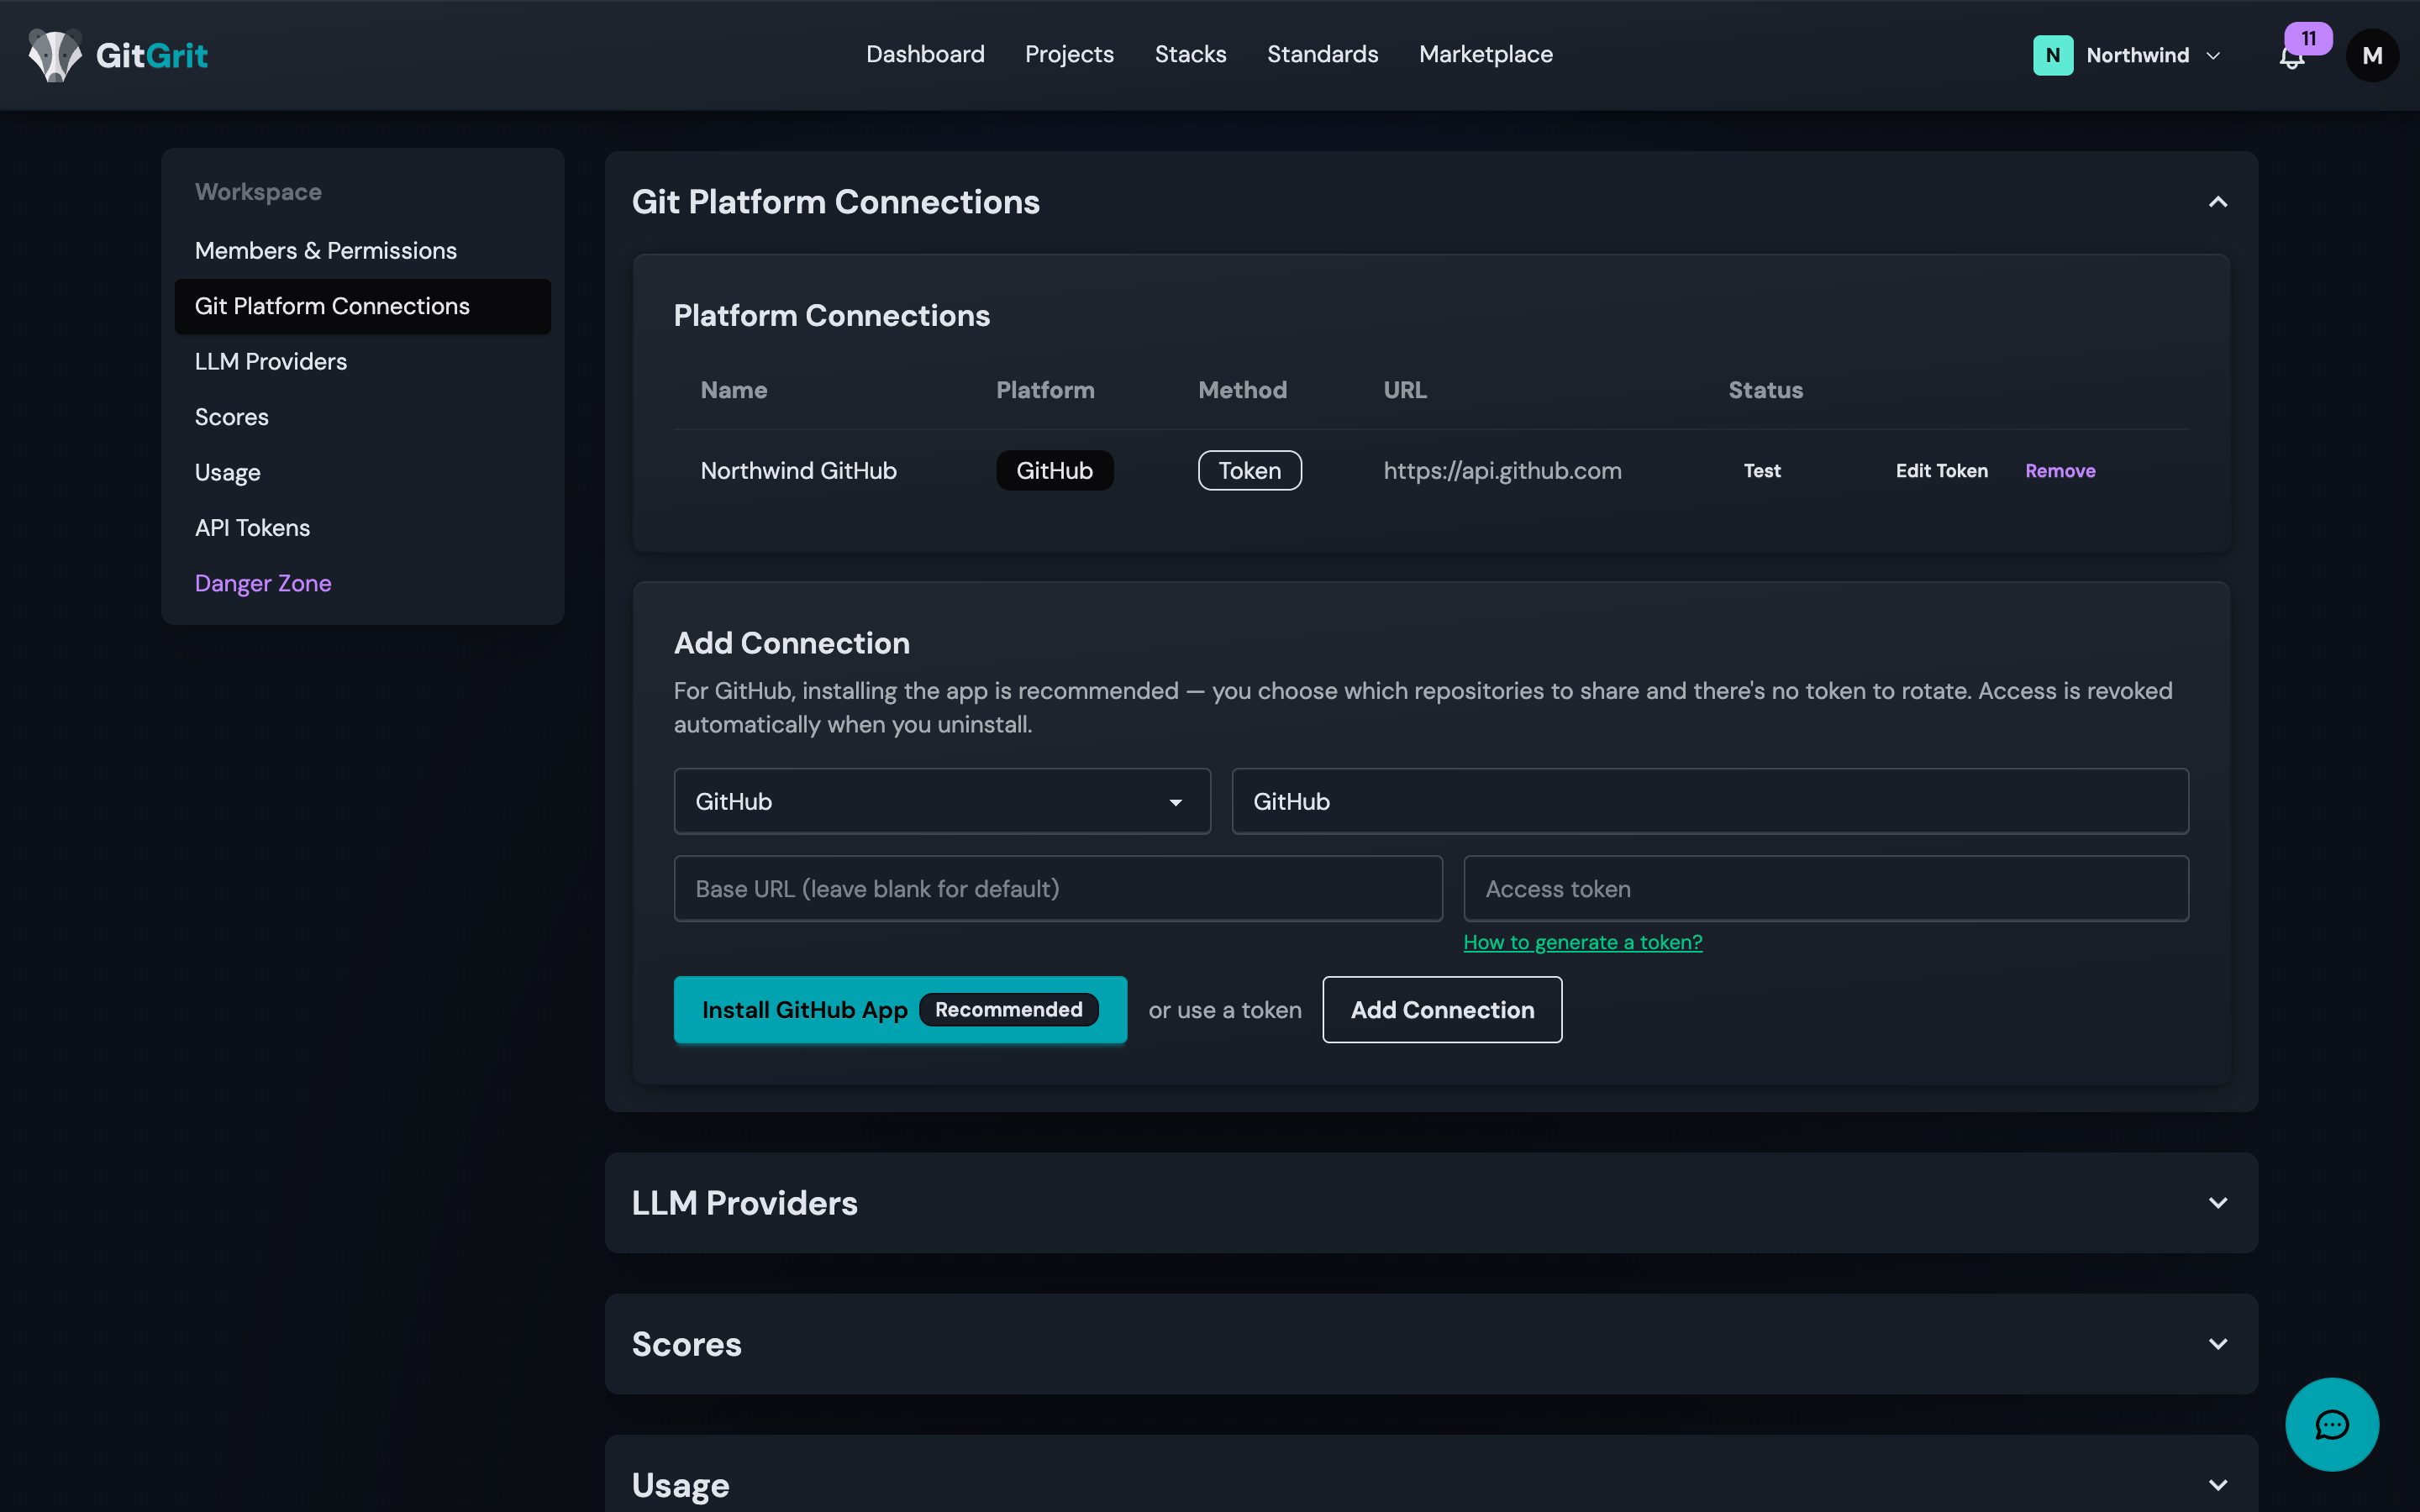 GitGrit
Dashboard
Projects
Stacks
Standards
Marketplace
N
Northwind
11
M
Workspace
Members & Permissions
Git Platform Connections
LLM Providers
Scores
Usage
API Tokens
Danger Zone
Git Platform Connections
Platform Connections
Name Platform Method URL Status
Northwind GitHub GitHub Token https://api.github.com Test Edit Token Remove
Add Connection
For GitHub, installing the app is recommended — you choose which repositories to share and there's no token to rotate. Access is revoked
automatically when you uninstall.
GitHub
GitHub
Base URL (leave blank for default)
Access token
How to generate a token?
Install GitHub App Recommended or use a token Add Connection
LLM Providers
Scores
Usage